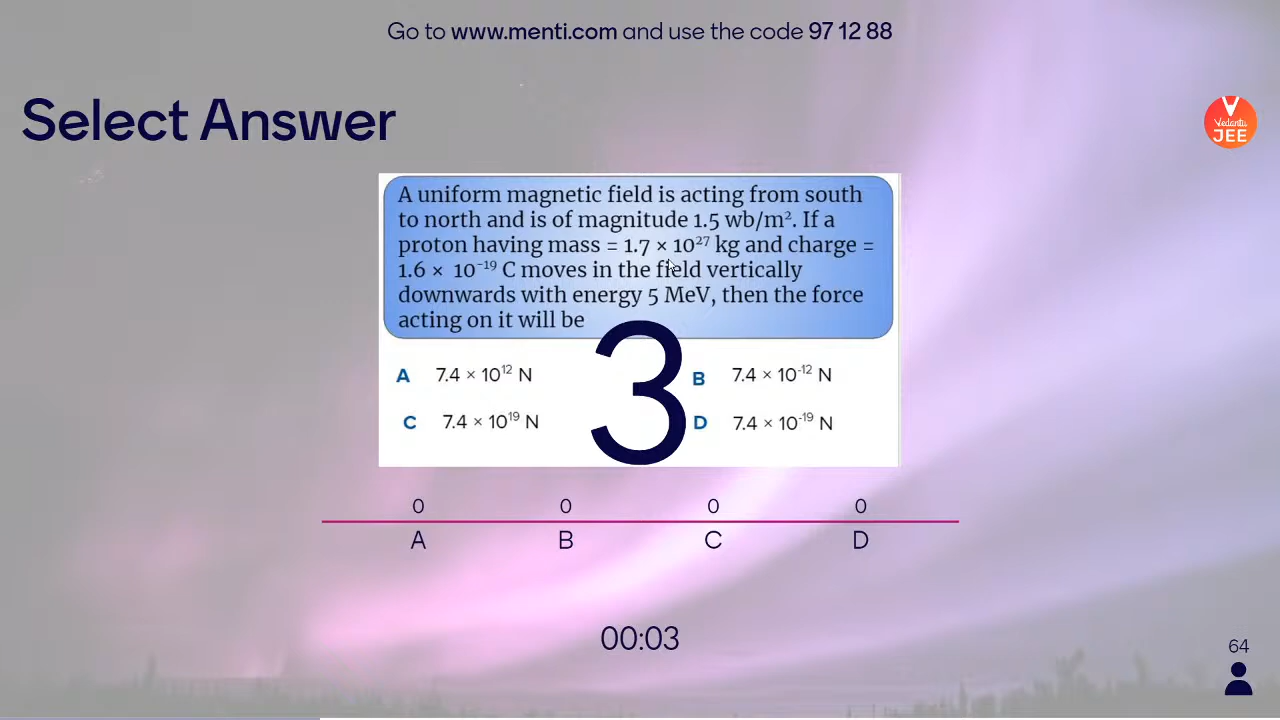 Go to www.menti.com and use the code 97 12 88
Select Answer
Vedantu
JEE
A uniform magnetic field is acting from south
to north and is of magnitude 1.5 wb/m². If a
proton having mass = 1.7 × 10²⁷ kg and charge =
1.6 × 10⁻¹⁹ C moves in the field vertically
downwards with energy 5 MeV, then the force
acting on it will be
3
A 7.4 × 10¹² N
B 7.4 × 10⁻¹² N
C 7.4 × 10¹⁹ N
D 7.4 × 10⁻¹⁹ N
0 0 0 0
A B C D
00:03
64